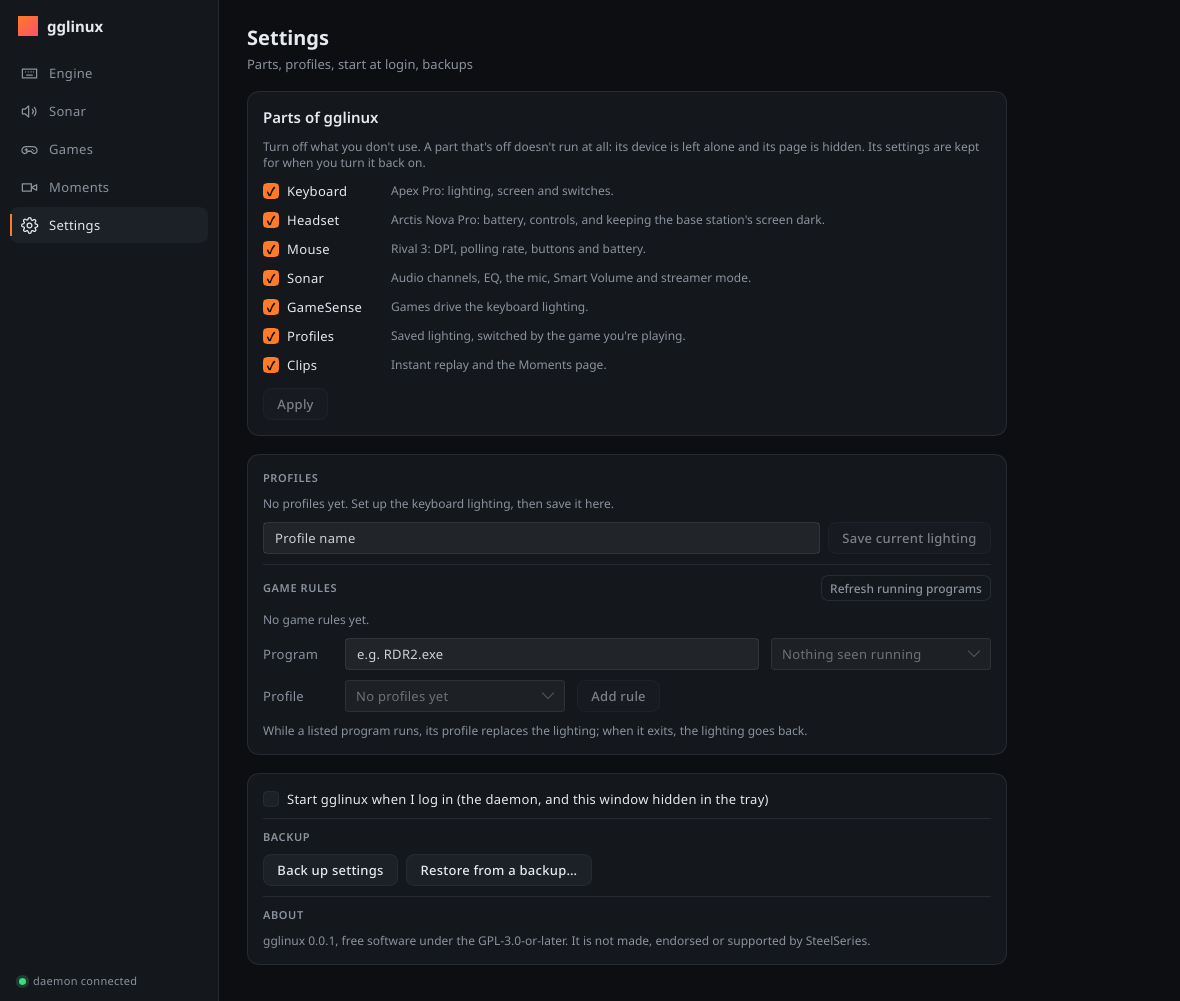 gglinux
Engine
Sonar
Games
Moments
Settings
daemon connected
Settings
Parts, profiles, start at login, backups
Parts of gglinux
Turn off what you don't use. A part that's off doesn't run at all: its device is left alone and its page is hidden. Its settings are kept
for when you turn it back on.
Keyboard Apex Pro: lighting, screen and switches.
Headset Arctis Nova Pro: battery, controls, and keeping the base station's screen dark.
Mouse Rival 3: DPI, polling rate, buttons and battery.
Sonar Audio channels, EQ, the mic, Smart Volume and streamer mode.
GameSense Games drive the keyboard lighting.
Profiles Saved lighting, switched by the game you're playing.
Clips Instant replay and the Moments page.
Apply
PROFILES
No profiles yet. Set up the keyboard lighting, then save it here.
Profile name Save current lighting
GAME RULES Refresh running programs
No game rules yet.
Program e.g. RDR2.exe Nothing seen running
Profile No profiles yet Add rule
While a listed program runs, its profile replaces the lighting; when it exits, the lighting goes back.
Start gglinux when I log in (the daemon, and this window hidden in the tray)
BACKUP
Back up settings Restore from a backup...
ABOUT
gglinux 0.0.1, free software under the GPL-3.0-or-later. It is not made, endorsed or supported by SteelSeries.